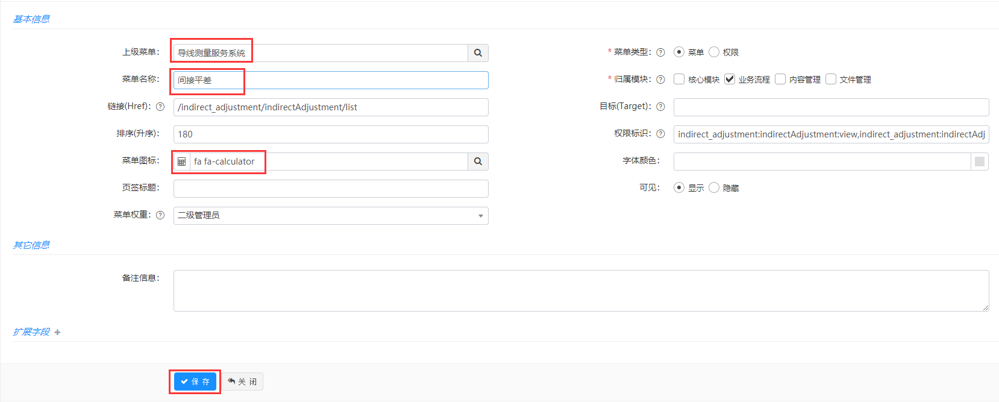 基本信息
上级菜单： 导线测量服务系统 * 菜单类型： 菜单 权限
菜单名称： 间接平差 * 归属模块： 核心模块 业务流程 内容管理 文件管理
链接(Href)： /indirect_adjustment/indirectAdjustment/list 目标(Target)：
排序(升序)： 180 权限标识： indirect_adjustment:indirectAdjustment:view,indirect_adjustment:indirectAdj
菜单图标： fa fa-calculator 字体颜色：
页签标题： 可见： 显示 隐藏
菜单权重： 二级管理员
其它信息
备注信息：
扩展字段
保 存 关 闭